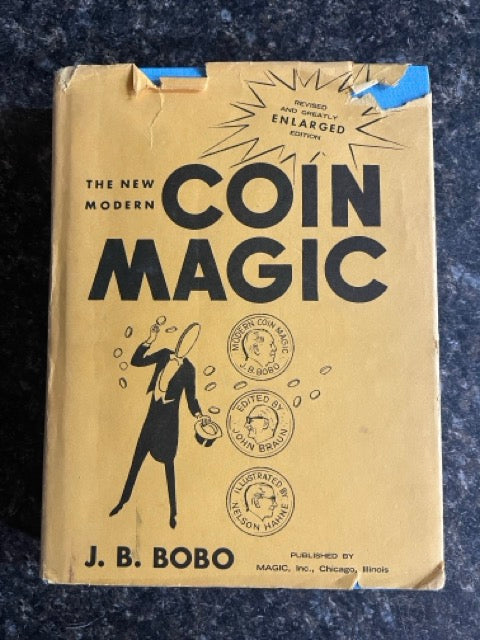 REVISED
AND GREATLY
ENLARGED
EDITION
THE NEW
MODERN
COIN
MAGIC
MODERN COIN MAGIC
J.B. BOBO
EDITED BY
JOHN BRAUN
ILLUSTRATED BY
NELSON HAHNE
J. B. BOBO
PUBLISHED BY
MAGIC, Inc., Chicago, Illinois